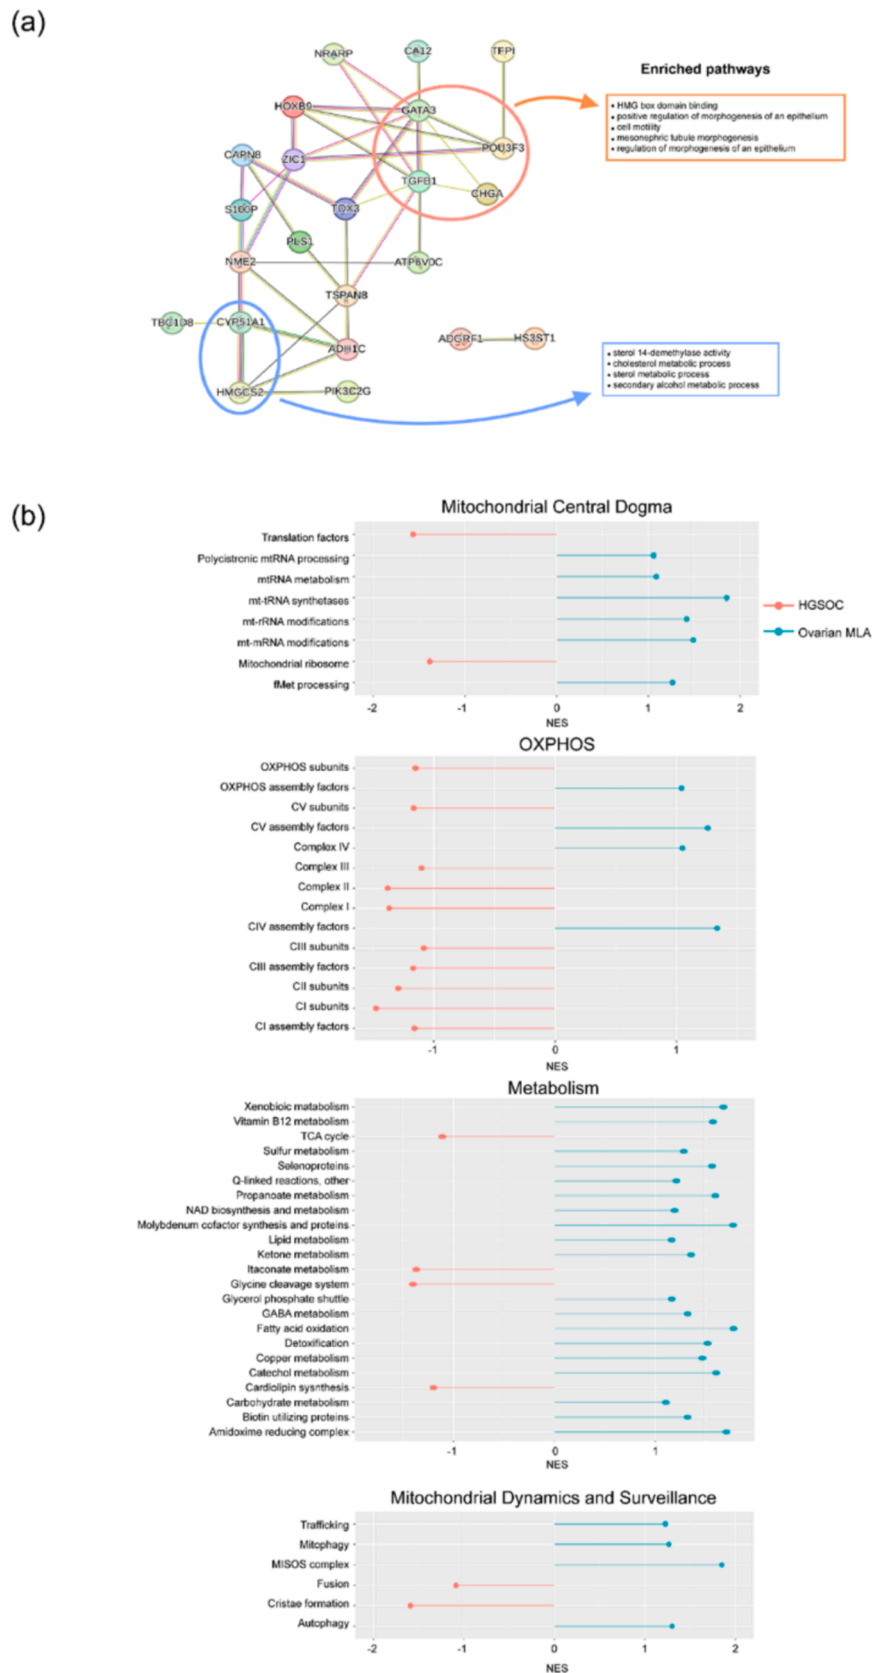 (a)
NRARP
CA12
TFPI
Enriched pathways
HOXB9
GATA3
• HMG box domain binding
• positive regulation of morphogenesis of an epithelium
• cell motility
• mesonephric tubule morphogenesis
• regulation of morphogenesis of an epithelium
POU3F3
CAPN8
ZIC1
TGFB1
CHGA
S100P
TOX3
PLS1
NME2
ATP6V0C
TSPAN8
TBC1D8
CYP51A1
ADH1C
ADGRF1
HS3ST1
• sterol 14-demethylase activity
• cholesterol metabolic process
• sterol metabolic process
• secondary alcohol metabolic process
HMGCS2
PIK3C2G
(b)
Mitochondrial Central Dogma
Translation factors
Polycistronic mtRNA processing
mtRNA metabolism
mt-tRNA synthetases
mt-rRNA modifications
mt-mRNA modifications
Mitochondrial ribosome
fMet processing
HGSOC
Ovarian MLA
-2 -1 0 1 2
NES
OXPHOS
OXPHOS subunits
OXPHOS assembly factors
CV subunits
CV assembly factors
Complex IV
Complex III
Complex II
Complex I
CIV assembly factors
CIII subunits
CIII assembly factors
CII subunits
CI subunits
CI assembly factors
-1 0 1
NES
Metabolism
Xenobioic matabolism
Vitamin B12 metabolism
TCA cycle
Sulfur metabolism
Selenoproteins
Q-linked reactions, other
Propanoate metabolism
NAD biosynthesis and metabolism
Molybdenum cofactor synthesis and proteins
Lipid metabolism
Ketone metabolism
Itaconate metabolism
Glycine cleavage system
Glycerol phosphate shuttle
GABA metabolism
Fatty acid oxidation
Detoxification
Copper metabolism
Catechol metabolism
Cardiolipin sysnthesis
Carbohydrate metabolism
Biotin utilizing proteins
Amidoxime reducing complex
-1 0 1
NES
Mitochondrial Dynamics and Surveillance
Trafficking
Mitophagy
MISOS complex
Fusion
Cristae formation
Autophagy
-2 -1 0 1 2
NES